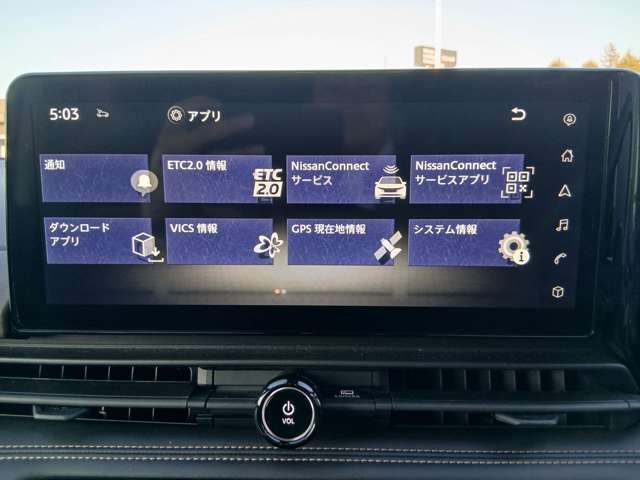 5:03
アプリ
通知
ETC2.0 情報
ETC
2.0
NissanConnect
サービス
NissanConnect
サービスアプリ
ダウンロード
アプリ
VICS 情報
GPS 現在地情報
システム情報
VOL
CAMERA